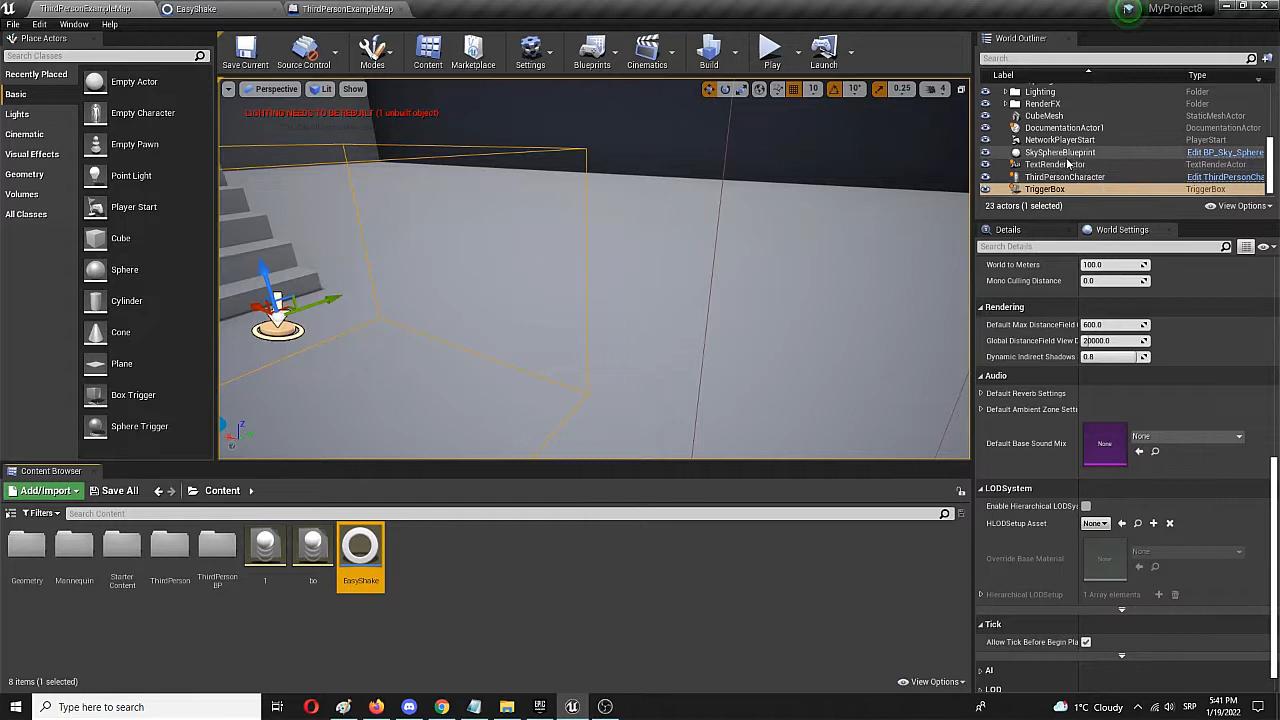 ThirdPersonExampleMap
EasyShake
ThirdPersonExampleMap
MyProject8
File Edit Window Help
Place Actors
Search Classes
Recently Placed
Basic
Lights
Cinematic
Visual Effects
Geometry
Volumes
All Classes
Empty Actor
Empty Character
Empty Pawn
Point Light
Player Start
Cube
Sphere
Cylinder
Cone
Plane
Box Trigger
Sphere Trigger
Save Current
Source Control
Modes
Content
Marketplace
Settings
Blueprints
Cinematics
Build
Play
Launch
Perspective Lit Show
10 10° 0.25 4
LIGHTING NEEDS TO BE REBUILT (1 unbuilt object)
World Outliner
Search...
Label Type
Lighting Folder
RenderFX Folder
CubeMesh StaticMeshActor
DocumentationActor1 DocumentationActor
NetworkPlayerStart PlayerStart
SkySphereBlueprint Edit BP_Sky_Sphere
TextRenderActor TextRenderActor
ThirdPersonCharacter Edit ThirdPersonCha
TriggerBox TriggerBox
23 actors (1 selected) View Options
Details World Settings
Search Details
World to Meters 100.0
Mono Culling Distance 0.0
Rendering
Default Max DistanceField 600.0
Global DistanceField View D 20000.0
Dynamic Indirect Shadows 0.8
Audio
Default Reverb Settings
Default Ambient Zone Setti
Default Base Sound Mix None None
LODSystem
Enable Hierarchical LODSy
HLODSetup Asset None
Override Base Material None None
Hierarchical LODSetup 1 Array elements
Tick
Allow Tick Before Begin Pla
AI
LOD
Content Browser
Add/Import Save All Content
Filters Search Content
Geometry
Mannequin
Starter
Content
ThirdPerson
ThirdPerson
BP
1
bo
EasyShake
8 items (1 selected) View Options
Type here to search
1°C Cloudy
SRP
5:41 PM
1/19/2022